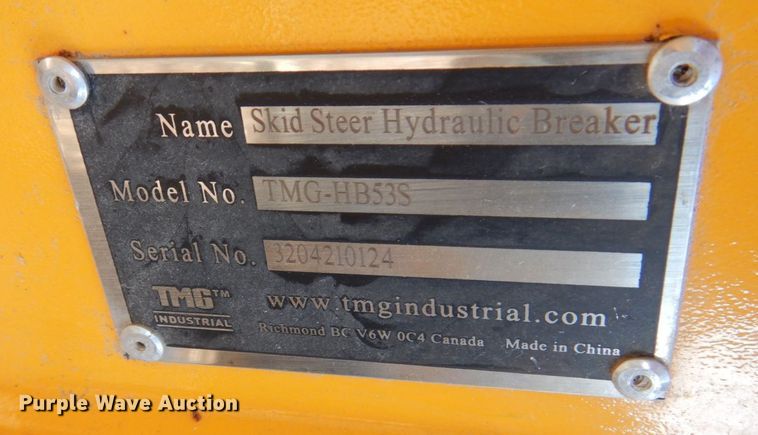 Name Skid Steer Hydraulic Breaker
Model No. TMG-HB53S
Serial No. 3204210124
TMG™
INDUSTRIAL
www.tmgindustrial.com
Richmond BC V6W 0C4 Canada Made in China
Purple Wave Auction